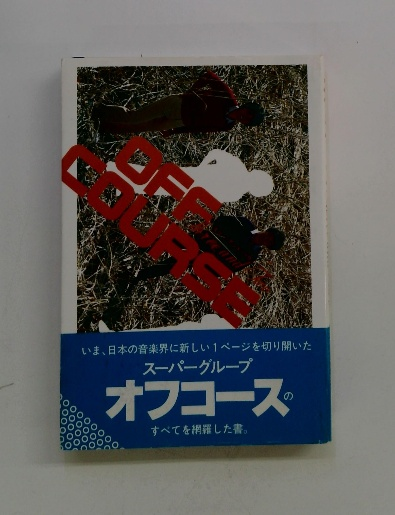 OFF
COURSE
いま、日本の音楽界に新しい1ページを切り開いた
スーパーグループ
オフコースの
すべてを網羅した書。